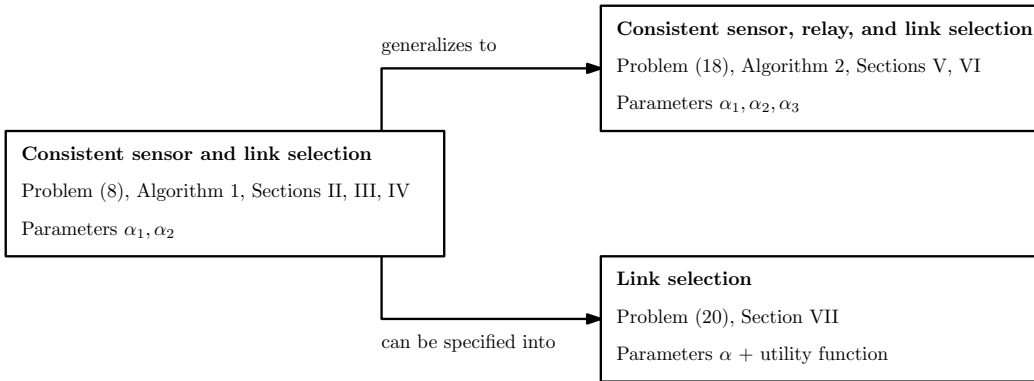 generalizes to
Consistent sensor, relay, and link selection
Problem (18), Algorithm 2, Sections V, VI
Parameters α₁, α₂, α₃
Consistent sensor and link selection
Problem (8), Algorithm 1, Sections II, III, IV
Parameters α₁, α₂
can be specified into
Link selection
Problem (20), Section VII
Parameters α + utility function